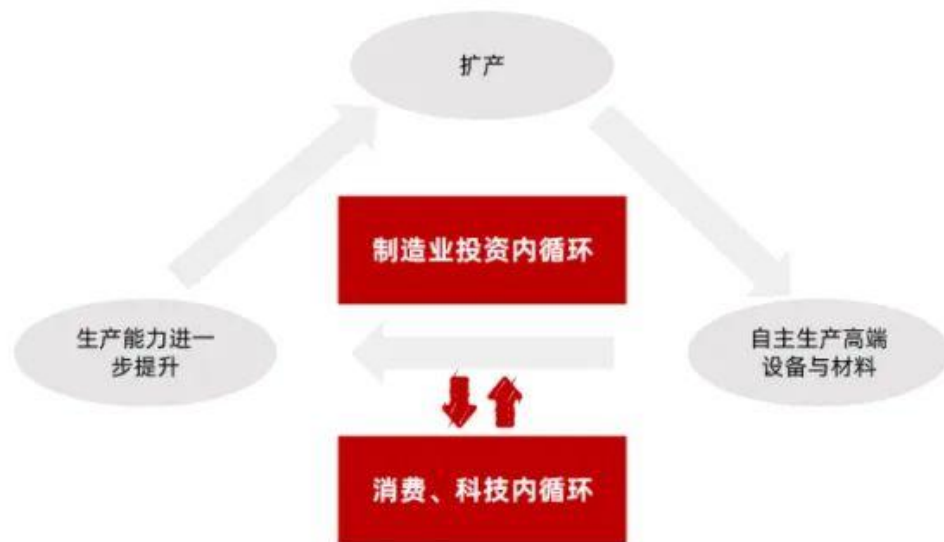 扩产
制造业投资内循环
生产能力进一
步提升
自主生产高端
设备与材料
消费、科技内循环